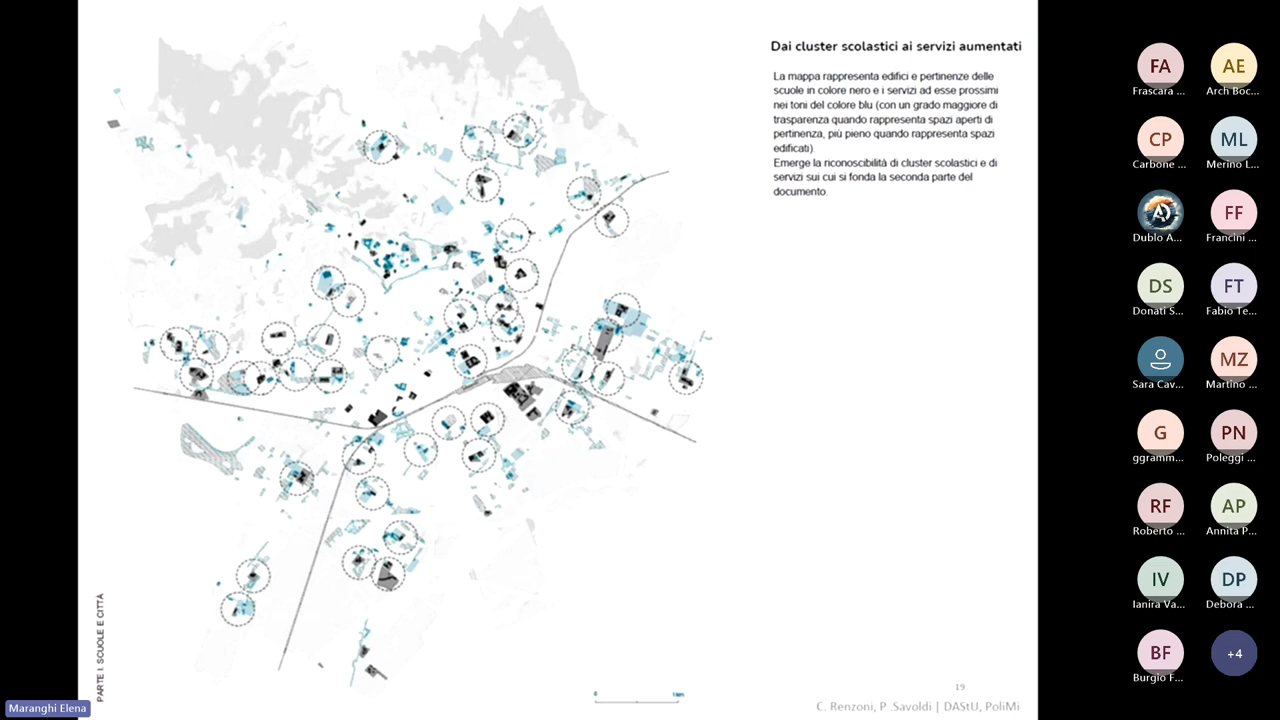 Dai cluster scolastici ai servizi aumentati
La mappa rappresenta edifici e pertinenze delle
scuole in colore nero e i servizi ad esse prossimi
nei toni del colore blu (con un grado maggiore di
trasparenza quando rappresenta spazi aperti di
pertinenza, più pieno quando rappresenta spazi
edificati).
Emerge la riconoscibilità di cluster scolastici e di
servizi su cui si fonda la seconda parte del
documento.
PARTE I. SCUOLE E CITTÀ
0
1km
19
C. Renzoni, P .Savoldi | DAStU, PoliMi
Maranghi Elena
FA
Frascara ...
AE
Arch Boc...
CP
Carbone ...
ML
Merino L...
Dublo A...
FF
Francini ...
DS
Donati S...
FT
Fabio Te...
Sara Cav...
MZ
Martino ...
G
ggramm...
PN
Poleggi ...
RF
Roberto ...
AP
Annita P...
IV
Ianira Va...
DP
Debora ...
BF
Burgio F...
+4